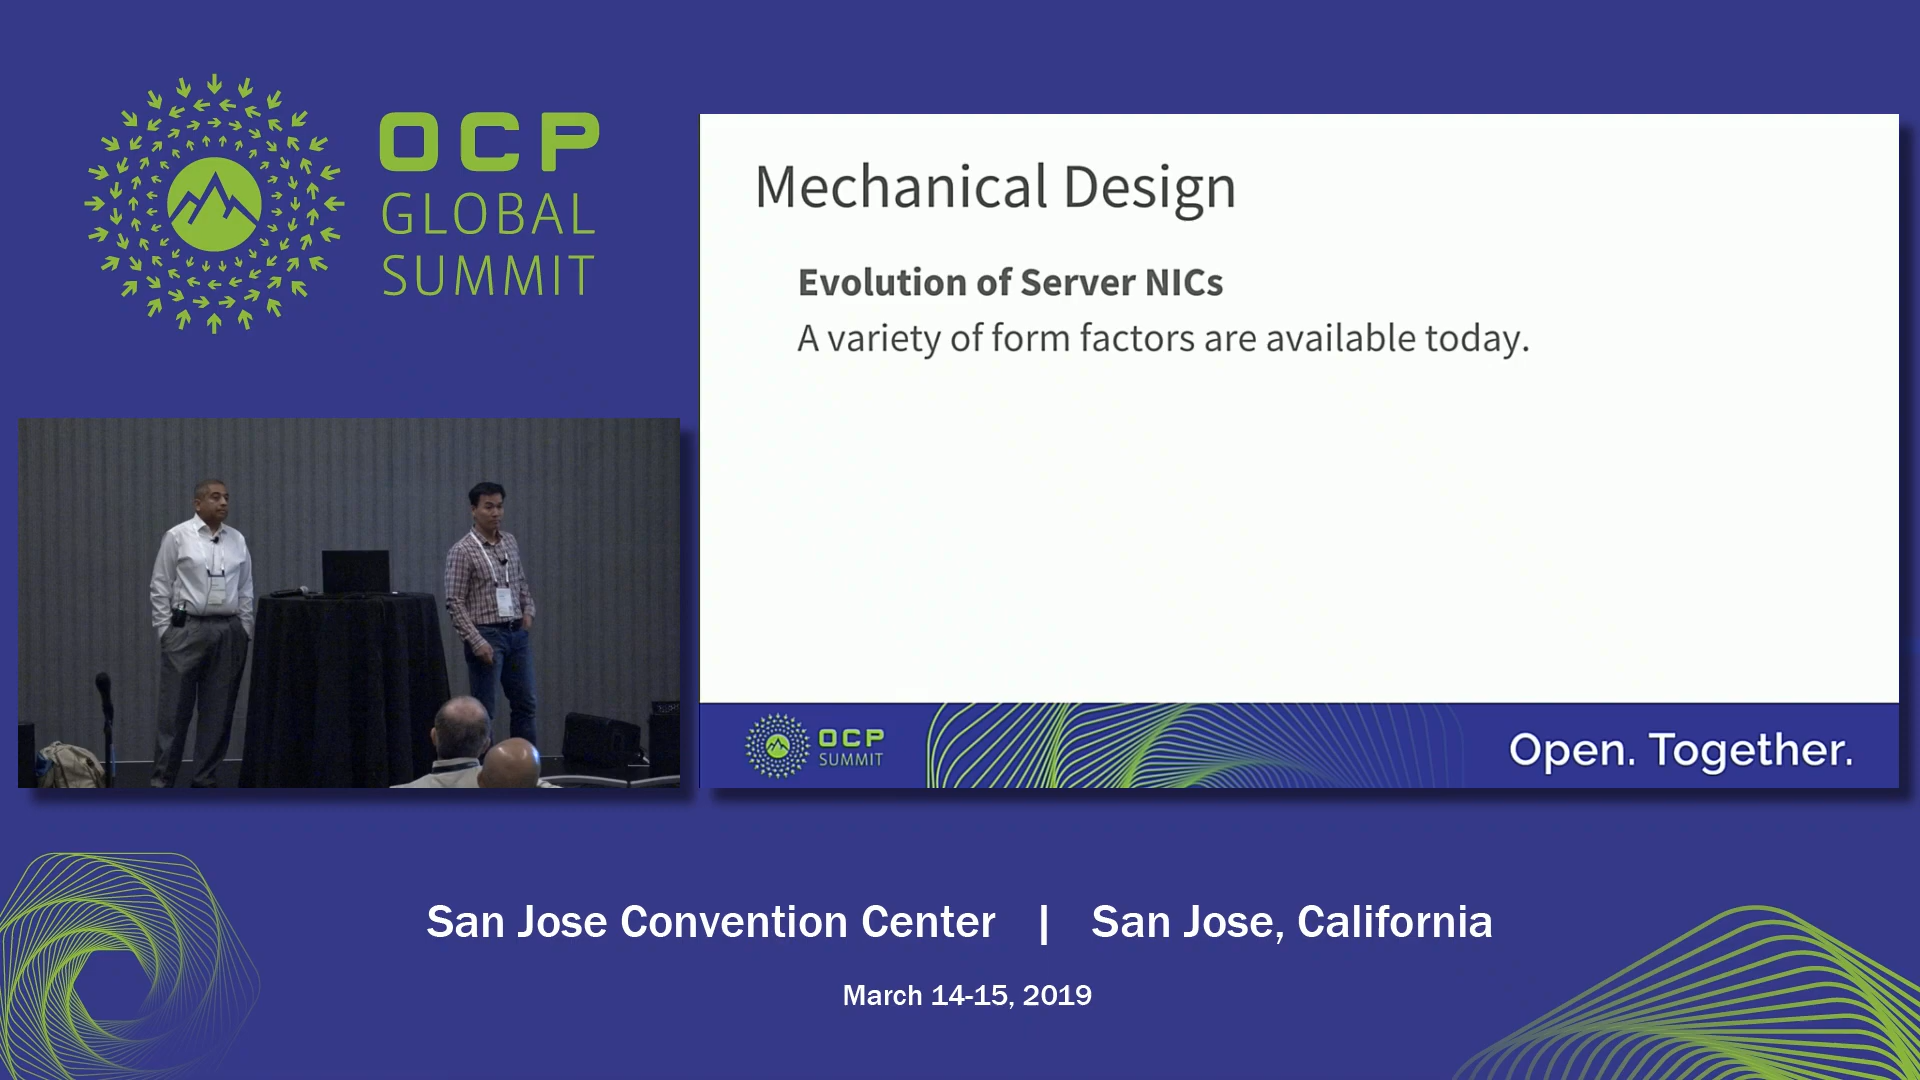 OCP
GLOBAL
SUMMIT
Mechanical Design
Evolution of Server NICs
A variety of form factors are available today.
OCP
SUMMIT
Open. Together.
San Jose Convention Center | San Jose, California
March 14-15, 2019